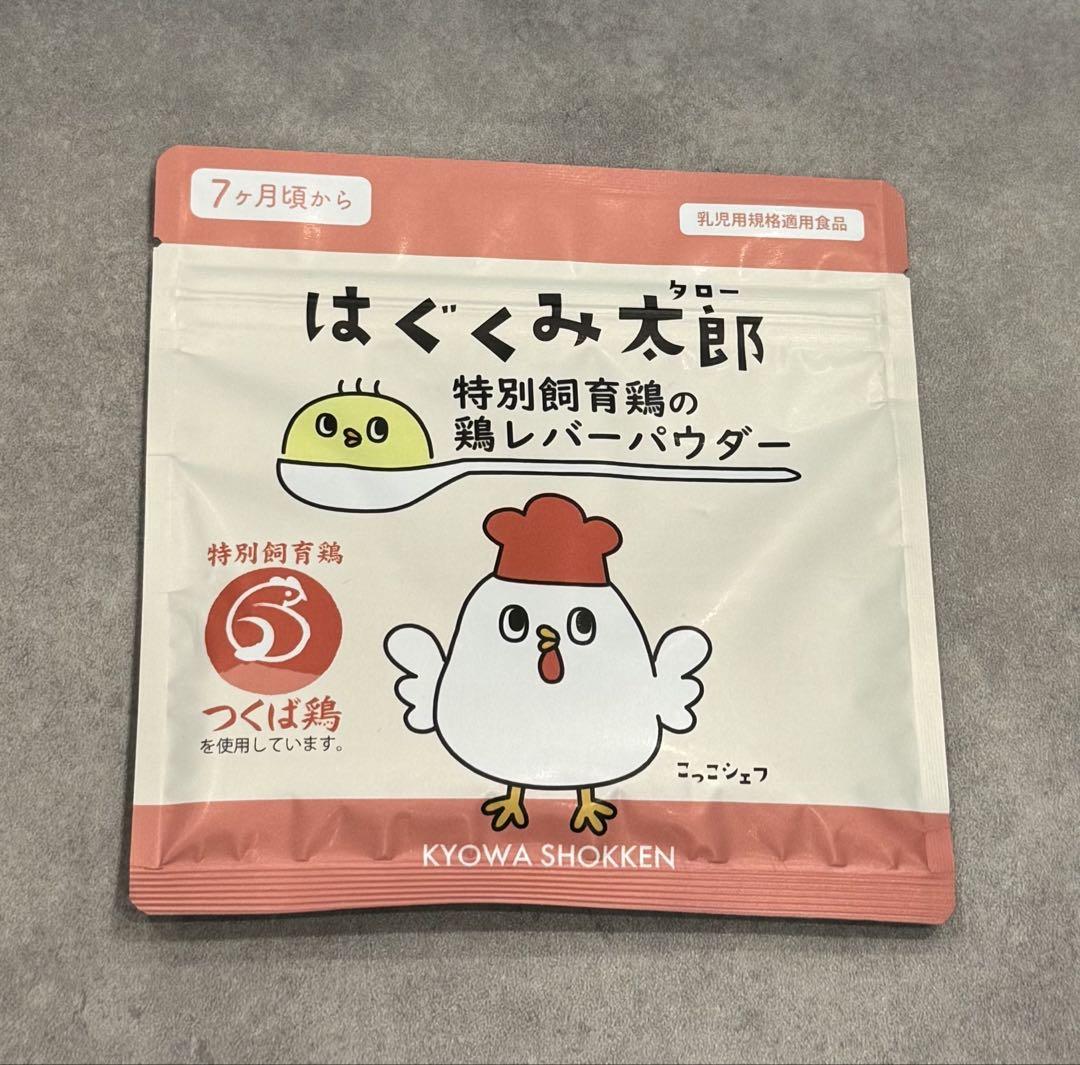 7ヶ月頃から
乳児用規格適用食品
タロー
はぐくみ太郎
特別飼育鶏の
鶏レバーパウダー
特別飼育鶏
つくば鶏
を使用しています。
こっこシェフ
KYOWA SHOKKEN